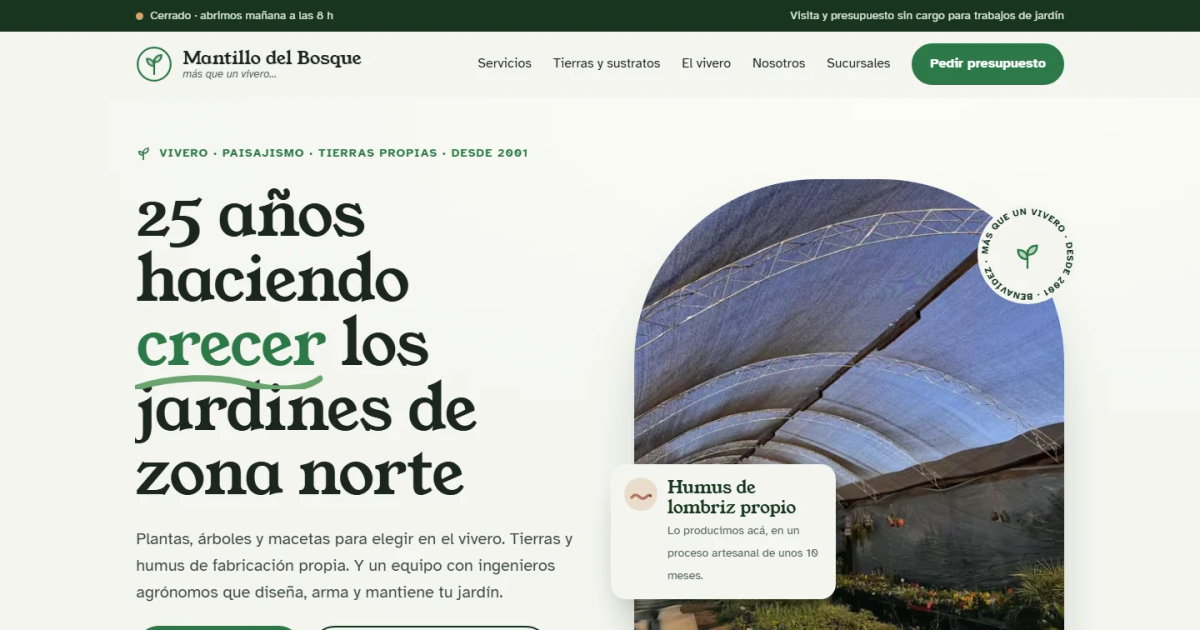 Cerrado · abrimos mañana a las 8 h
Visita y presupuesto sin cargo para trabajos de jardín
Mantillo del Bosque
más que un vivero...
Servicios
Tierras y sustratos
El vivero
Nosotros
Sucursales
Pedir presupuesto
VIVERO · PAISAJISMO · TIERRAS PROPIAS · DESDE 2001
25 años
haciendo
crecer los
jardines de
zona norte
Plantas, árboles y macetas para elegir en el vivero. Tierras y
humus de fabricación propia. Y un equipo con ingenieros
agrónomos que diseña, arma y mantiene tu jardín.
MÁS QUE UN VIVERO · DESDE 2001 · BENAVIDEZ ·
Humus de
lombriz propio
Lo producimos acá, en un
proceso artesanal de unos 10
meses.